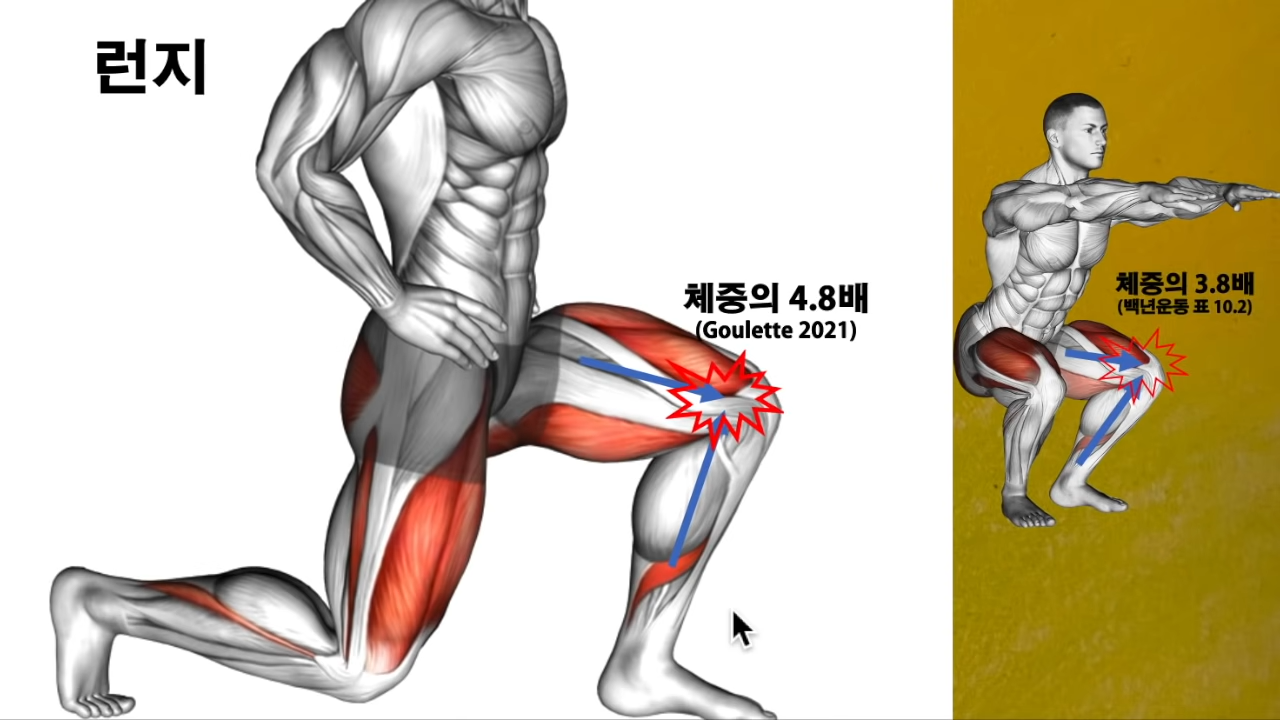 런지
체중의 4.8배
(Goulette 2021)
체중의 3.8배
(백년운동 표 10.2)